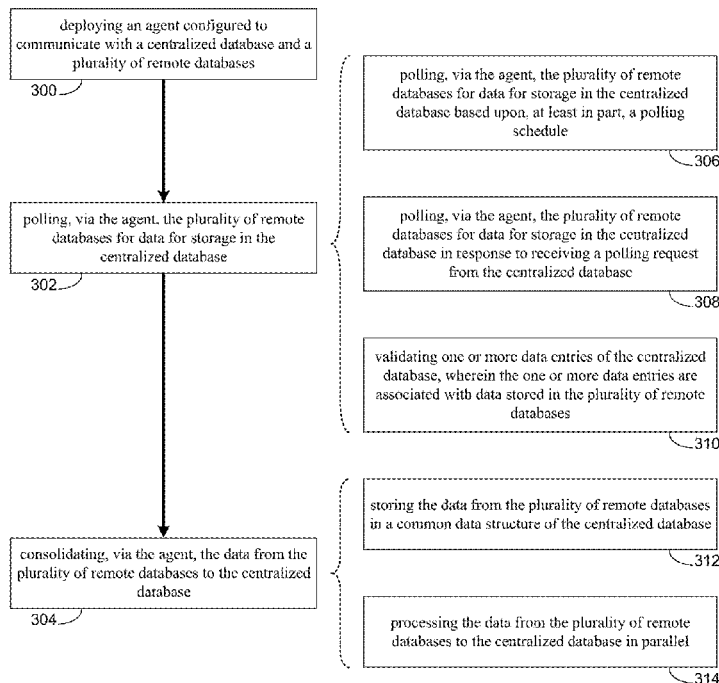 deploying an agent configured to
communicate with a centralized database and a
plurality of remote databases
300
polling, via the agent, the plurality of remote
databases for data for storage in the
centralized database
302
consolidating, via the agent, the data from the
plurality of remote databases to the centralized
database
304
polling, via the agent, the plurality of remote
databases for data for storage in the centralized
database based upon, at least in part, a polling
schedule
306
polling, via the agent, the plurality of remote
databases for data for storage in the centralized
database in response to receiving a polling request
from the centralized database
308
validating one or more data entries of the centralized
database, wherein the one or more data entries are
associated with data stored in the plurality of remote
databases
310
storing the data from the plurality of remote databases
in a common data structure of the centralized database
312
processing the data from the plurality of remote
databases to the centralized database in parallel
314